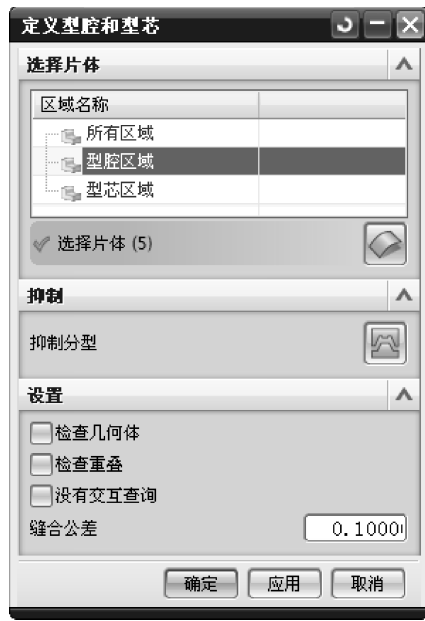 定义型腔和型芯
选择片体
区域名称
所有区域
型腔区域
型芯区域
选择片体 (5)
抑制
抑制分型
设置
检查几何体
检查重叠
没有交互查询
缝合公差 0.1000
确定 应用 取消